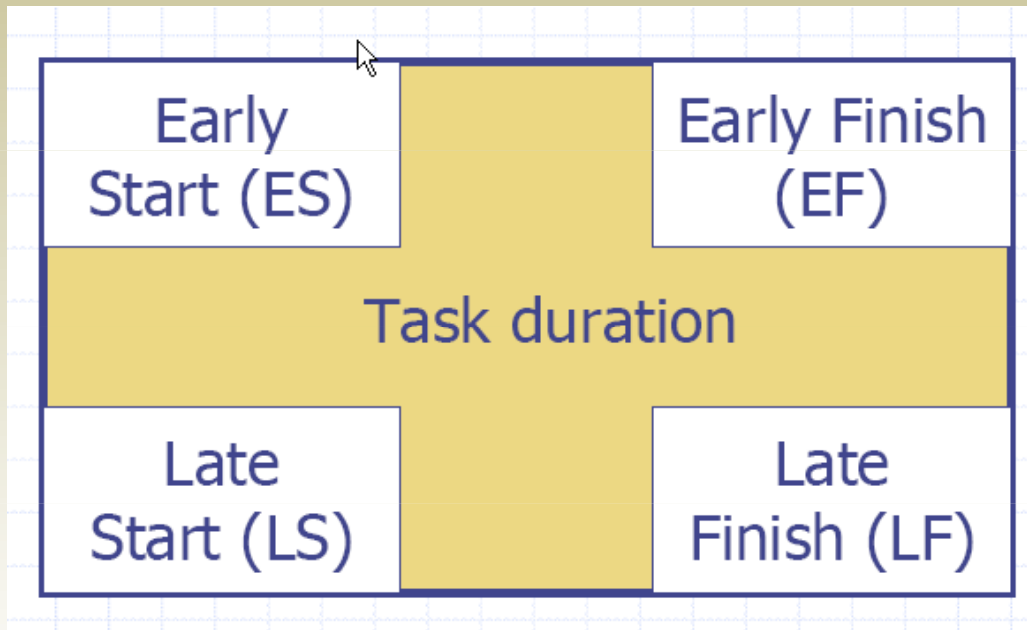 Early
Start (ES)
Early Finish
(EF)
Task duration
Late
Start (LS)
Late
Finish (LF)